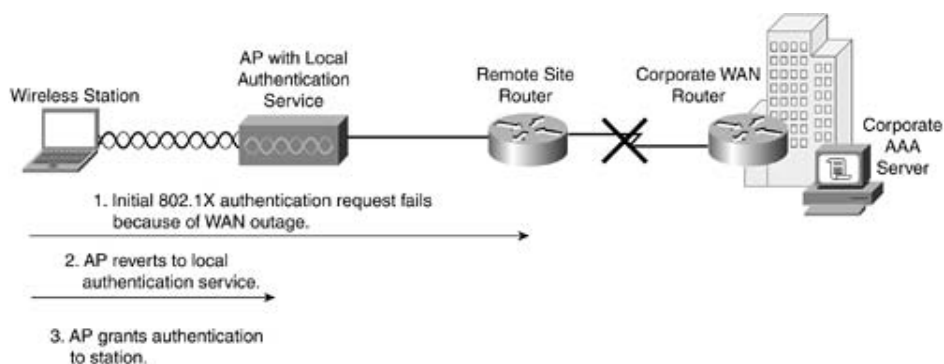 Wireless Station
AP with Local
Authentication
Service
Remote Site
Router
Corporate WAN
Router
Corporate
AAA
Server
1. Initial 802.1X authentication request fails
because of WAN outage.
2. AP reverts to local
authentication service.
3. AP grants authentication
to station.